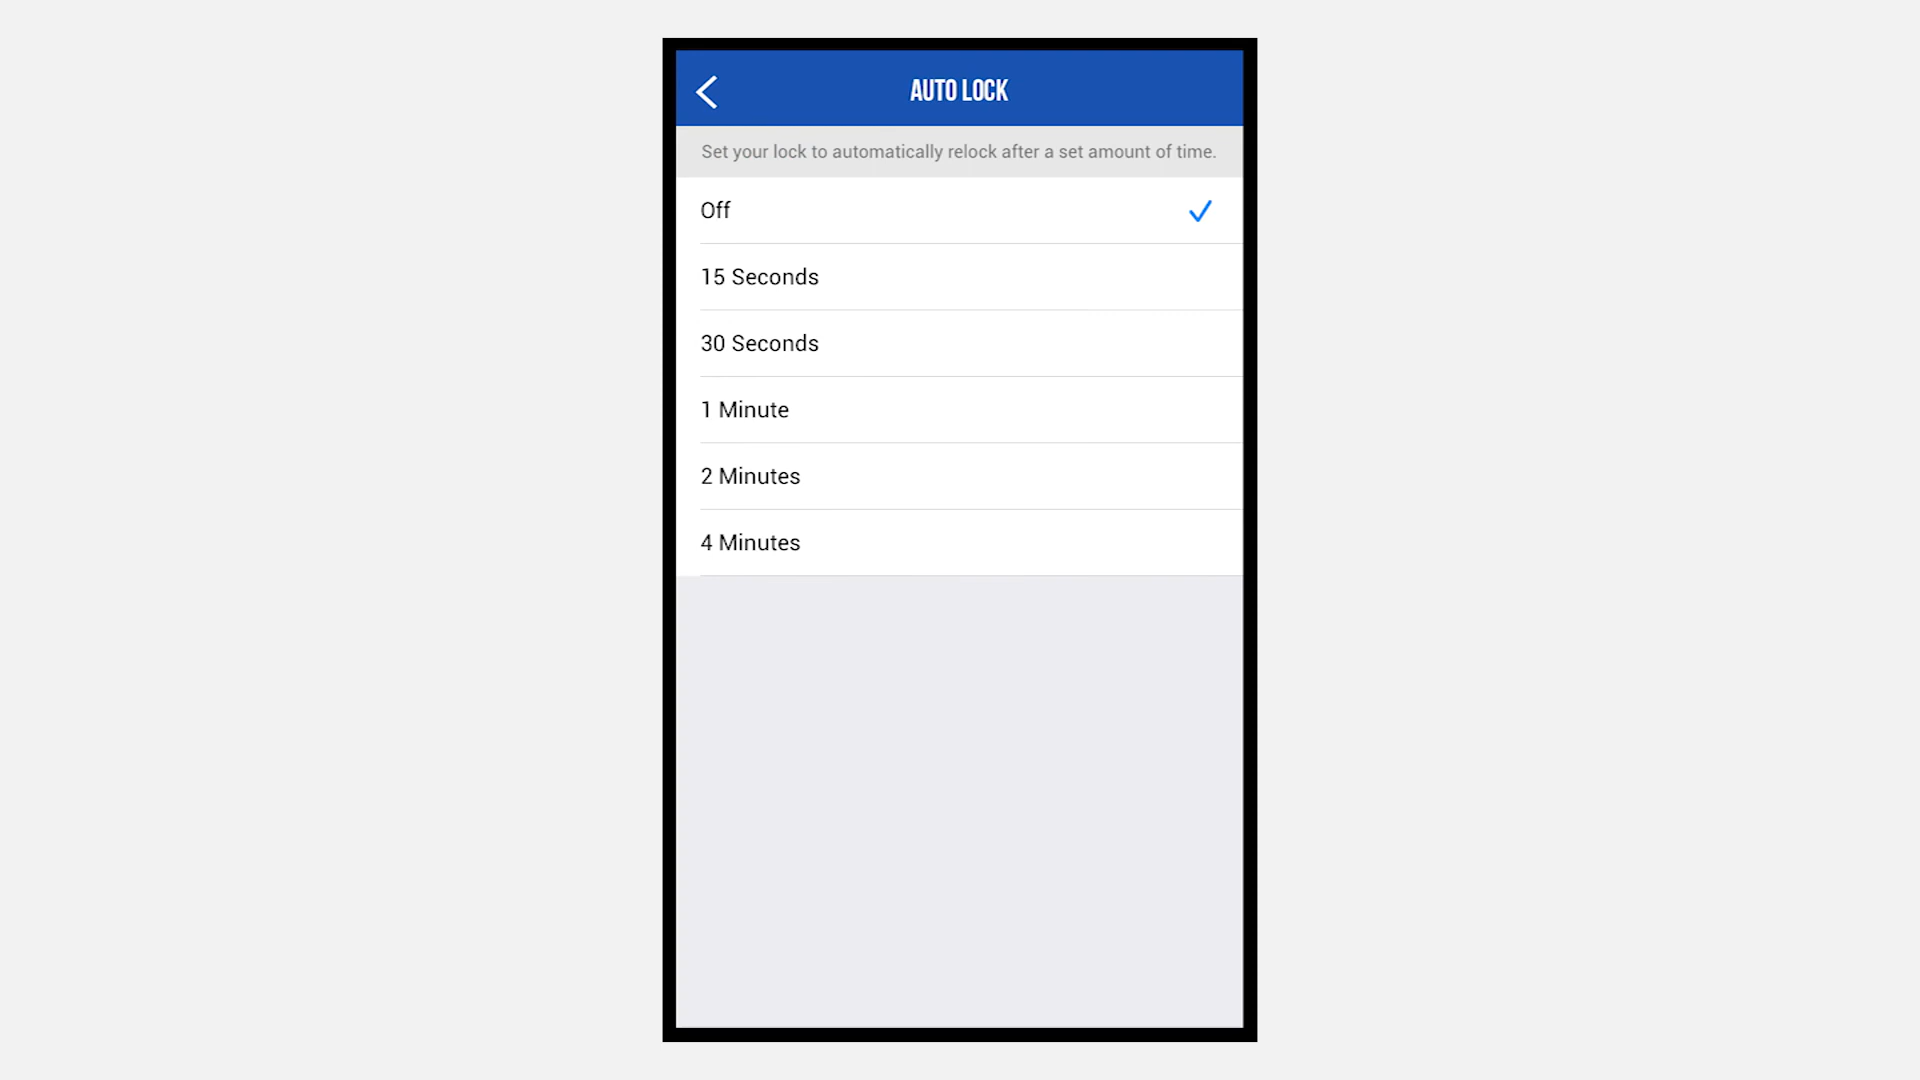 AUTO LOCK
Set your lock to automatically relock after a set amount of time.
Off
15 Seconds
30 Seconds
1 Minute
2 Minutes
4 Minutes